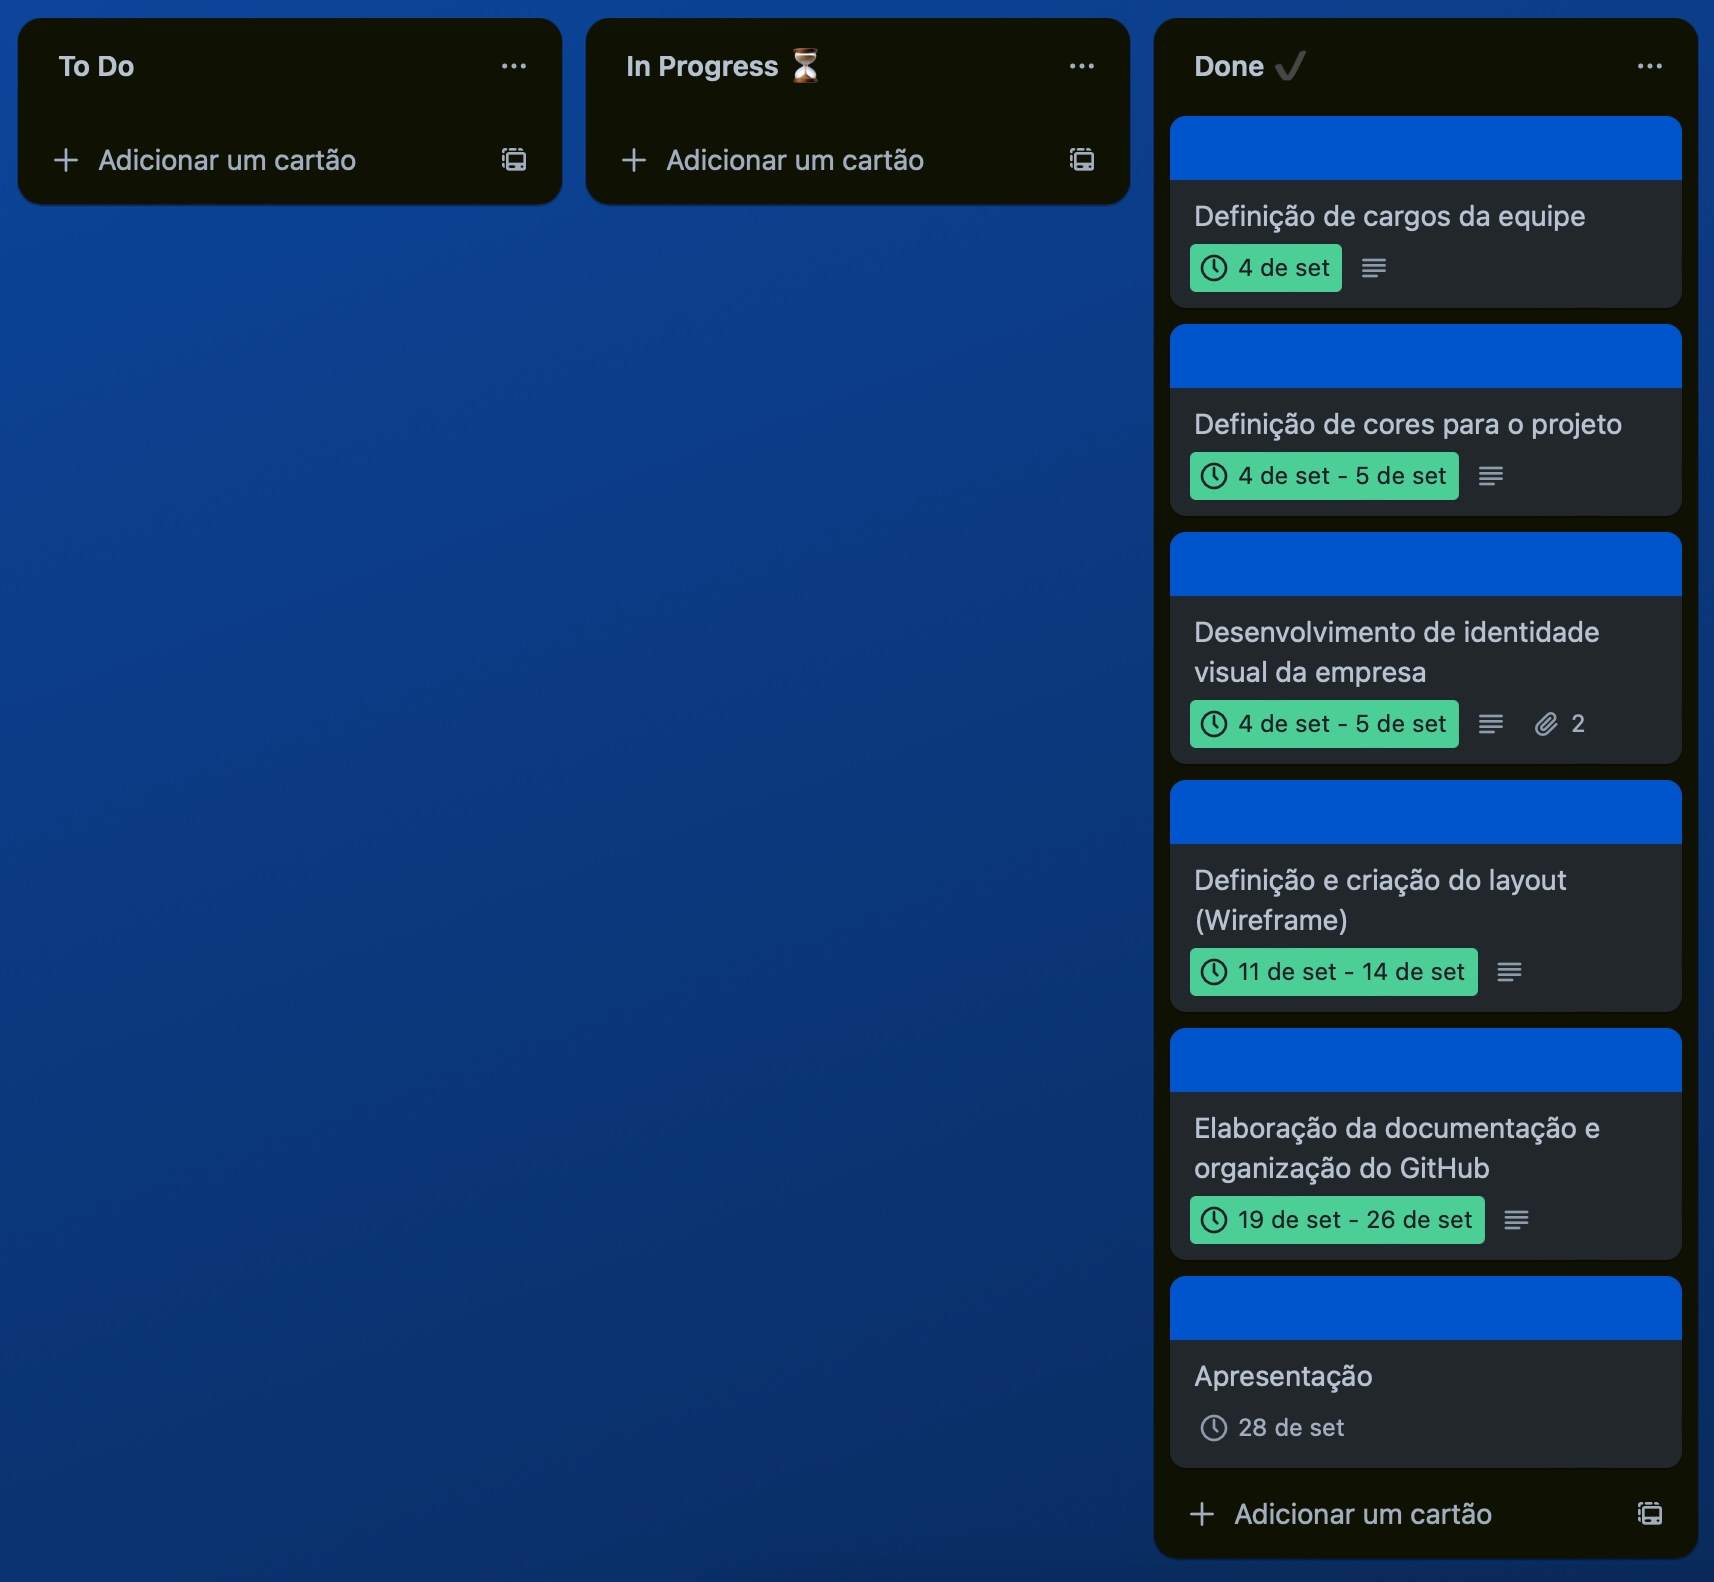 To Do
Adicionar um cartão
In Progress ⏳
Adicionar um cartão
Done ✔
Definição de cargos da equipe
4 de set
Definição de cores para o projeto
4 de set - 5 de set
Desenvolvimento de identidade
visual da empresa
4 de set - 5 de set
2
Definição e criação do layout
(Wireframe)
11 de set - 14 de set
Elaboração da documentação e
organização do GitHub
19 de set - 26 de set
Apresentação
28 de set
Adicionar um cartão